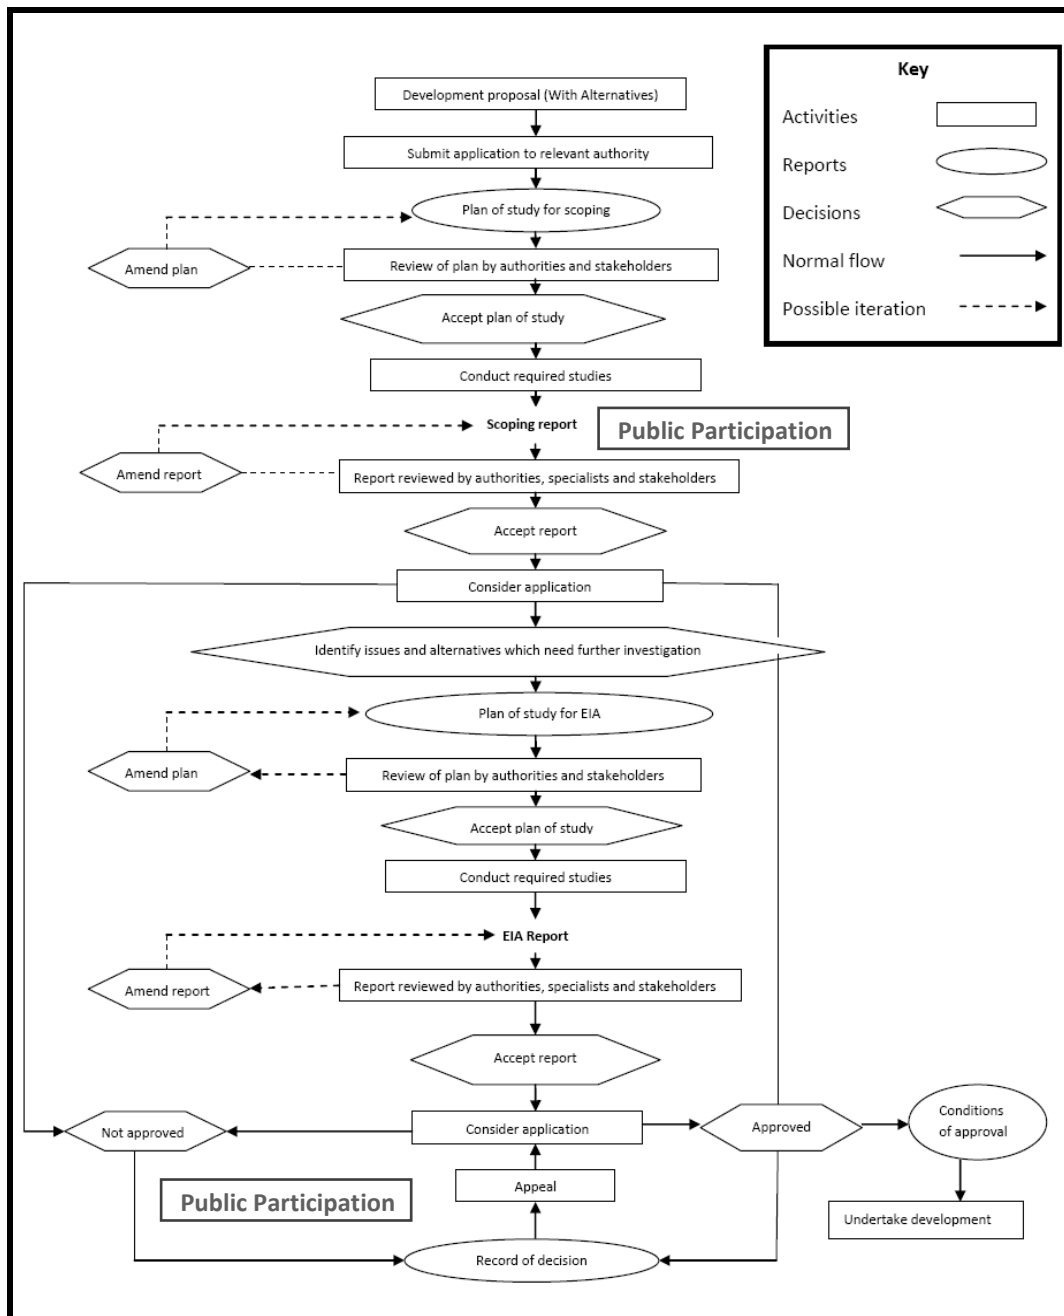 Key
Activities
Reports
Decisions
Normal flow
Possible iteration
Development proposal (With Alternatives)
Submit application to relevant authority
Plan of study for scoping
Amend plan
Review of plan by authorities and stakeholders
Accept plan of study
Conduct required studies
Scoping report
Public Participation
Amend report
Report reviewed by authorities, specialists and stakeholders
Accept report
Consider application
Identify issues and alternatives which need further investigation
Plan of study for EIA
Amend plan
Review of plan by authorities and stakeholders
Accept plan of study
Conduct required studies
EIA Report
Amend report
Report reviewed by authorities, specialists and stakeholders
Accept report
Not approved
Consider application
Approved
Conditions
of approval
Appeal
Public Participation
Undertake development
Record of decision